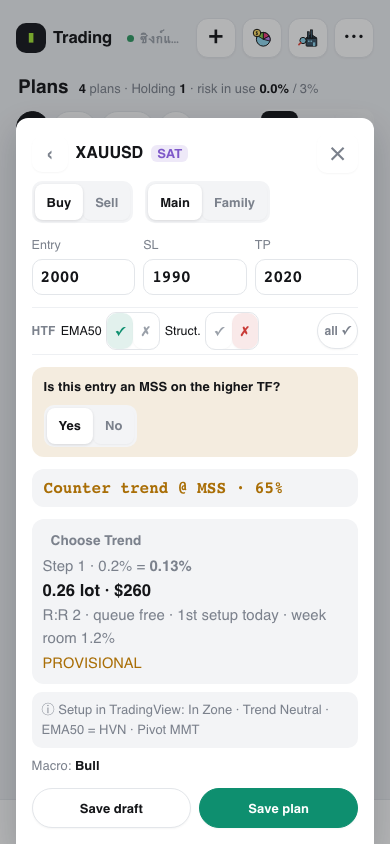 Trading
ซิงก์แ...
Plans 4 plans · Holding 1 · risk in use 0.0% / 3%
XAUUSD SAT
Buy Sell Main Family
Entry SL TP
2000 1990 2020
HTF EMA50 ✓ ✗ Struct. ✓ ✗ all ✓
Is this entry an MSS on the higher TF?
Yes No
Counter trend @ MSS · 65%
Choose Trend
Step 1 · 0.2% = 0.13%
0.26 lot · $260
R:R 2 · queue free · 1st setup today · week
room 1.2%
PROVISIONAL
ⓘ Setup in TradingView: In Zone · Trend Neutral ·
EMA50 = HVN · Pivot MMT
Macro: Bull
Save draft Save plan